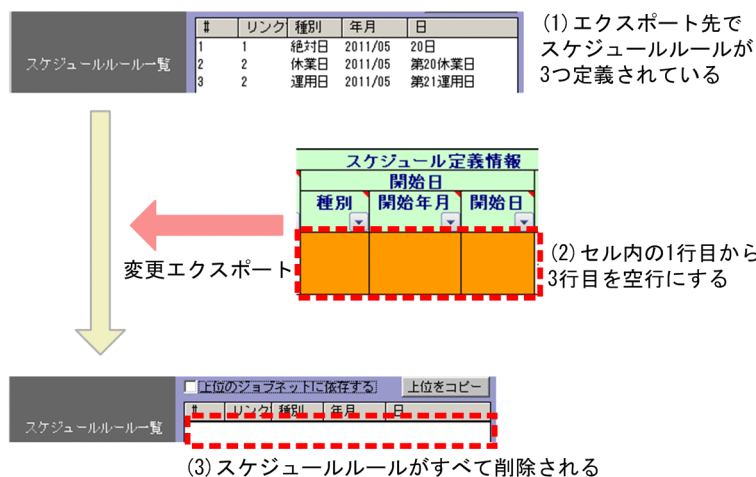 # リンク 種別 年月 日
1 1 絶対日 2011/05 20日
2 2 休業日 2011/05 第20休業日
3 2 運用日 2011/05 第21運用日
スケジュールルール一覧
(1)エクスポート先で
スケジュールルールが
3つ定義されている
スケジュール定義情報
開始日
種別 開始年月 開始日
変更エクスポート
(2)セル内の1行目から
3行目を空行にする
上位のジョブネットに依存する 上位をコピー
# リンク 種別 年月 日
スケジュールルール一覧
(3)スケジュールルールがすべて削除される